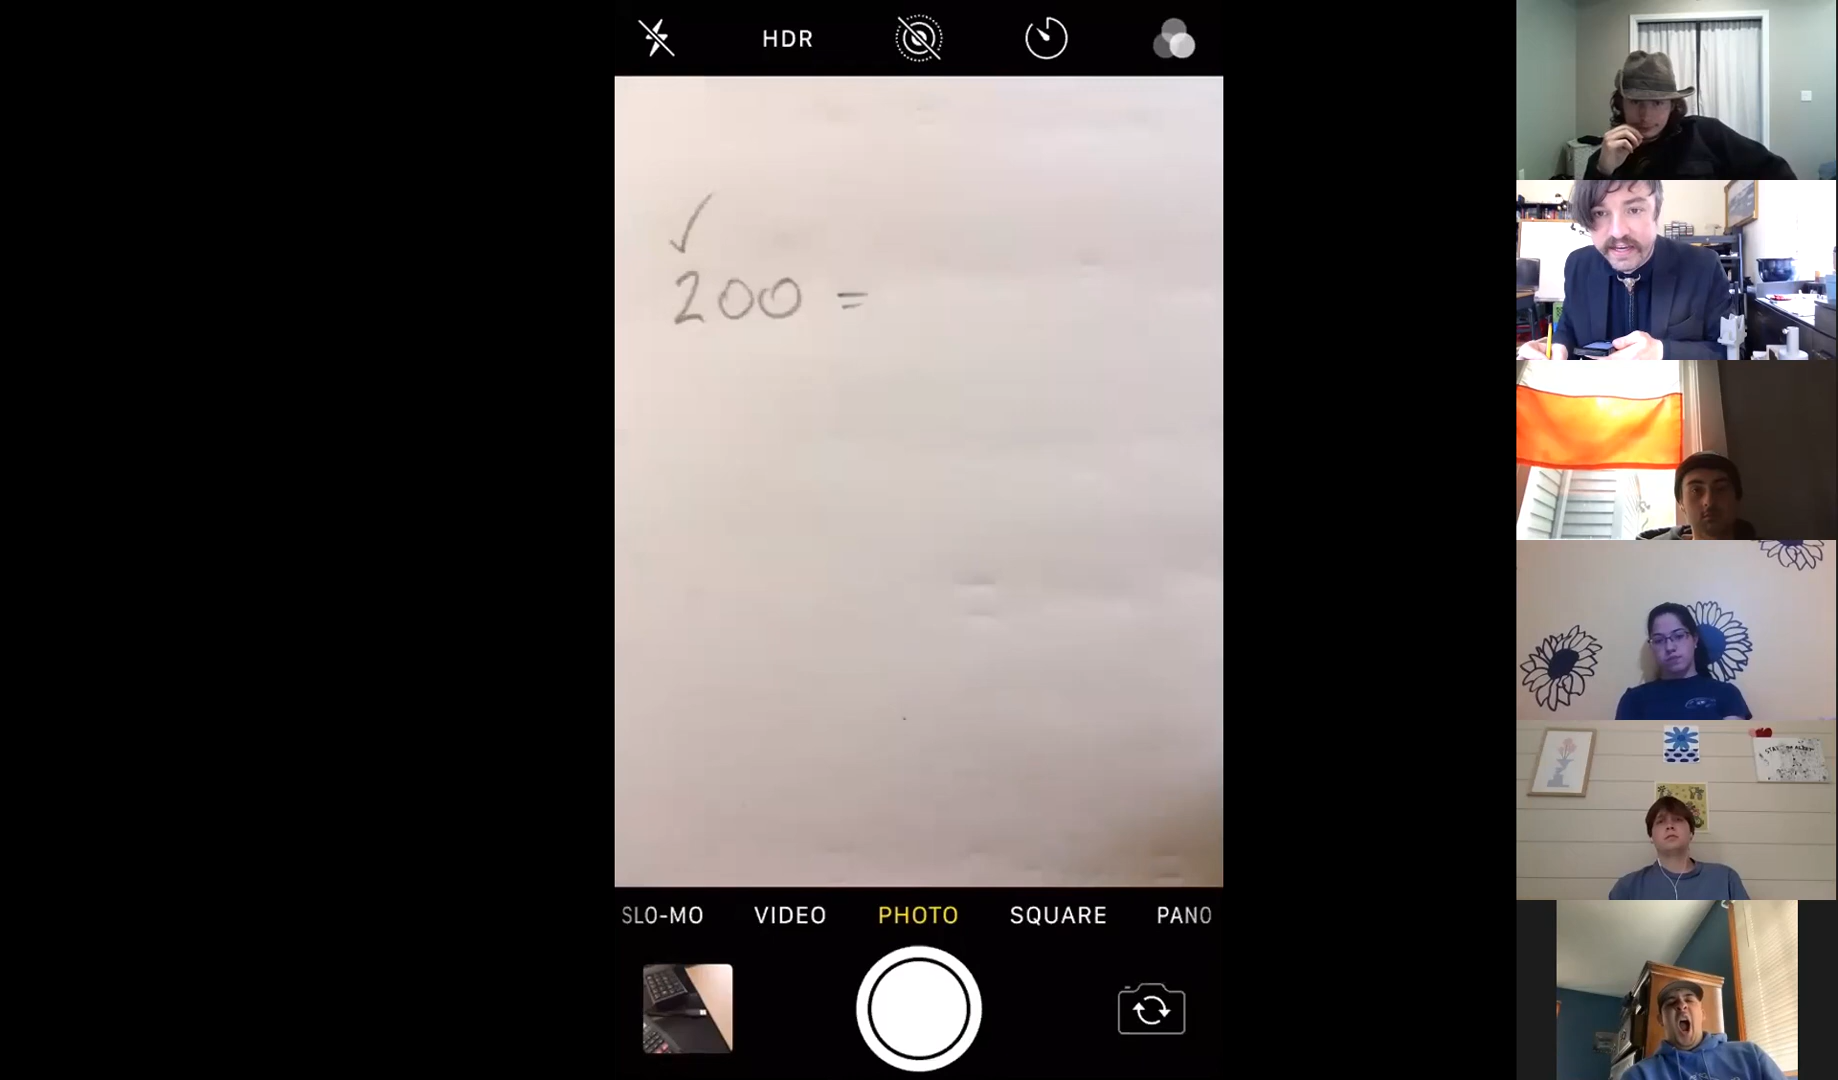 HDR
✓
200 =
SLO-MO VIDEO PHOTO SQUARE PANO